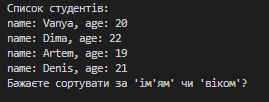 Список студентів:
name: Vanya, age: 20
name: Dima, age: 22
name: Artem, age: 19
name: Denis, age: 21
Бажаєте сортувати за 'ім'ям' чи 'віком'?